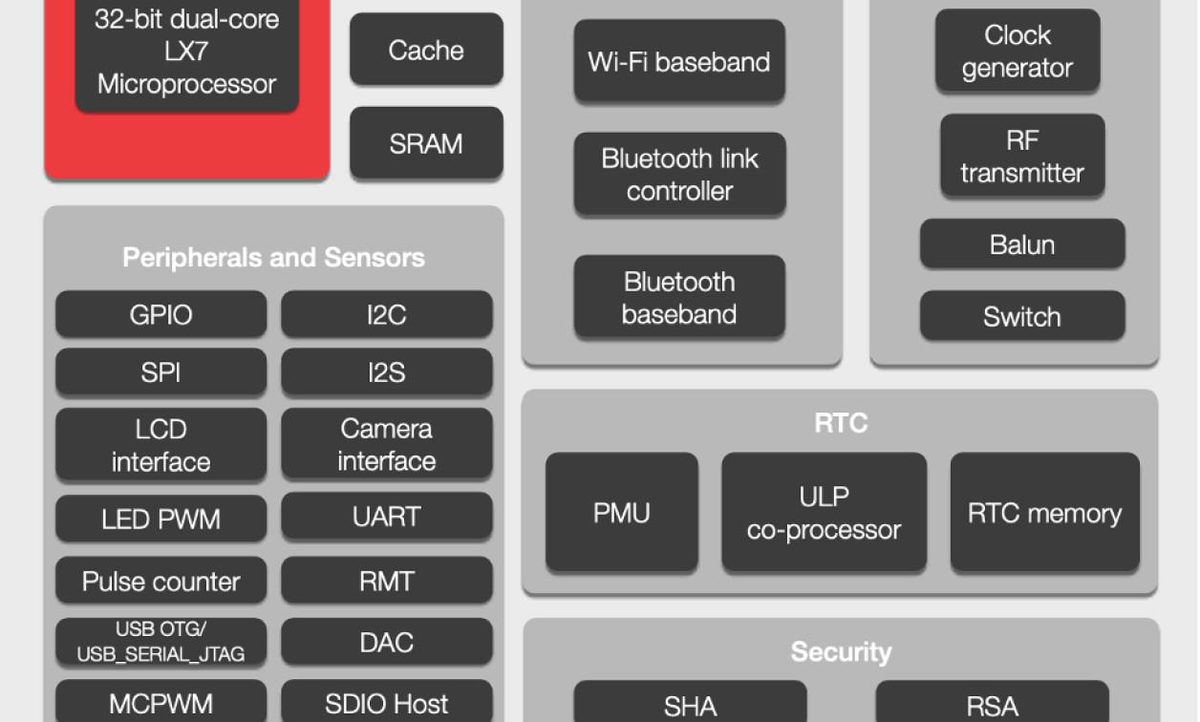 32-bit dual-core
LX7
Microprocessor
Cache
SRAM
Wi-Fi baseband
Bluetooth link
controller
Bluetooth
baseband
Clock
generator
RF
transmitter
Balun
Switch
Peripherals and Sensors
GPIO
I2C
SPI
I2S
LCD
interface
Camera
interface
LED PWM
UART
Pulse counter
RMT
USB OTG/
USB_SERIAL_JTAG
DAC
MCPWM
SDIO Host
RTC
PMU
ULP
co-processor
RTC memory
Security
SHA
RSA